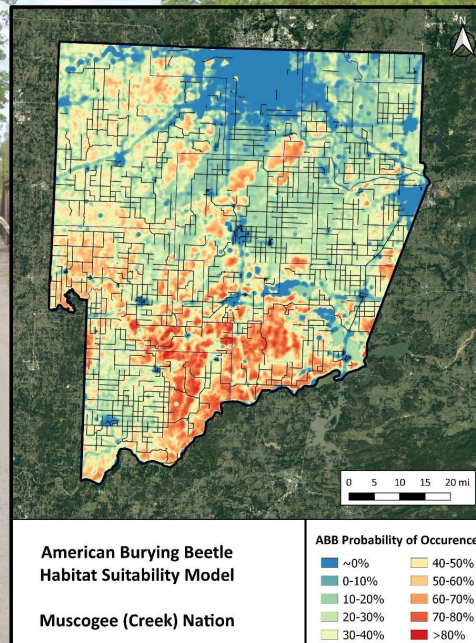 N
0 5 10 15 20 mi
American Burying Beetle
Habitat Suitability Model
Muscogee (Creek) Nation
ABB Probability of Occurence
~0%
0-10%
10-20%
20-30%
30-40%
40-50%
50-60%
60-70%
70-80%
>80%